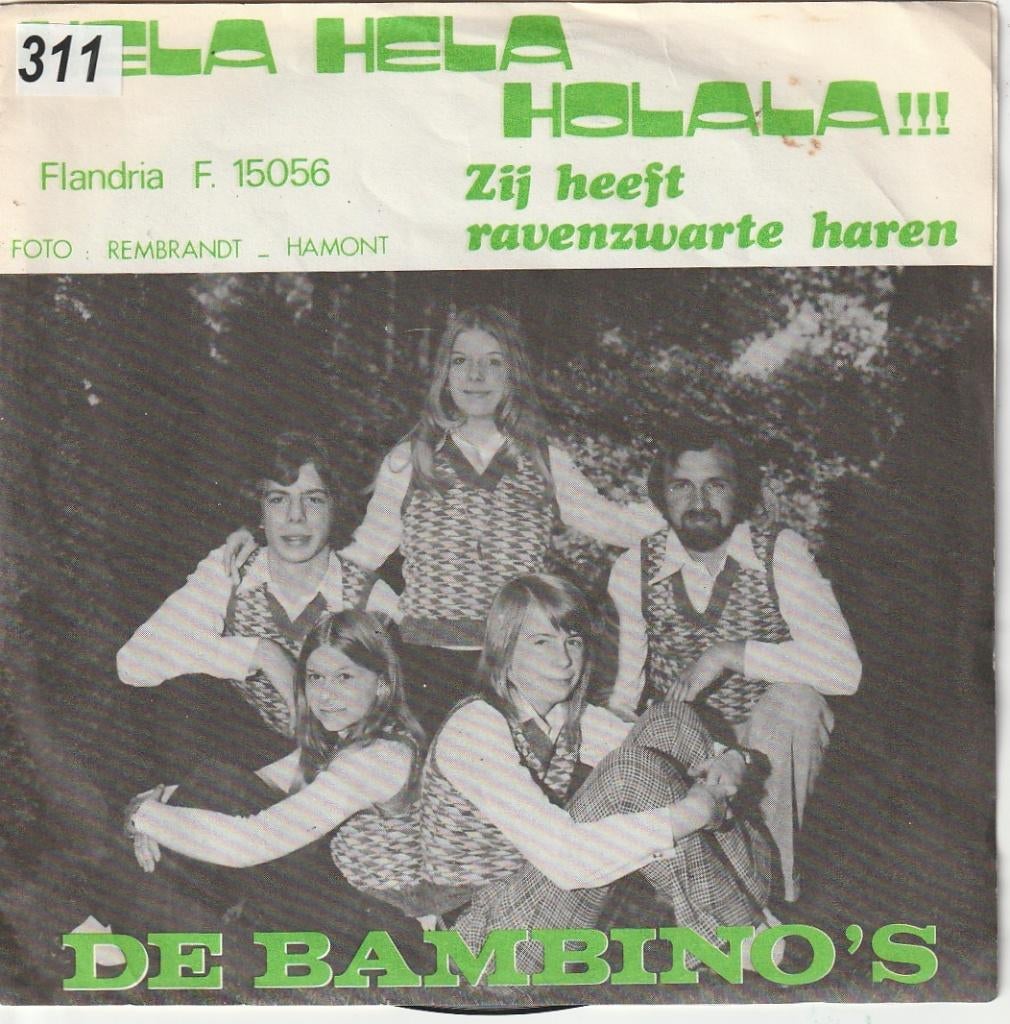 311
ELA HELA
HOLALA!!!
Flandria F. 15056
Zij heeft
ravenzwarte haren
FOTO : REMBRANDT _ HAMONT
DE BAMBINO'S